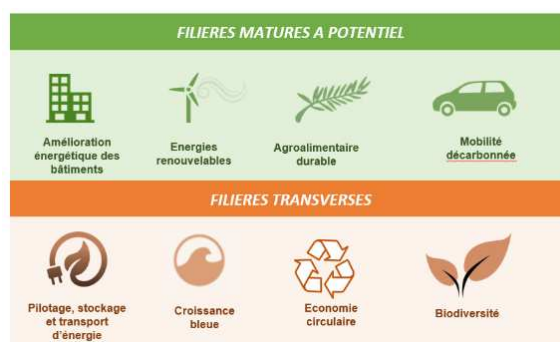 FILIERES MATURES A POTENTIEL
Amélioration
énergétique des
bâtiments
Energies
renouvelables
Agroalimentaire
durable
Mobilité
décarbonnée
FILIERES TRANSVERSES
Pilotage, stockage
et transport
d'énergie
Croissance
bleue
Economie
circulaire
Biodiversité